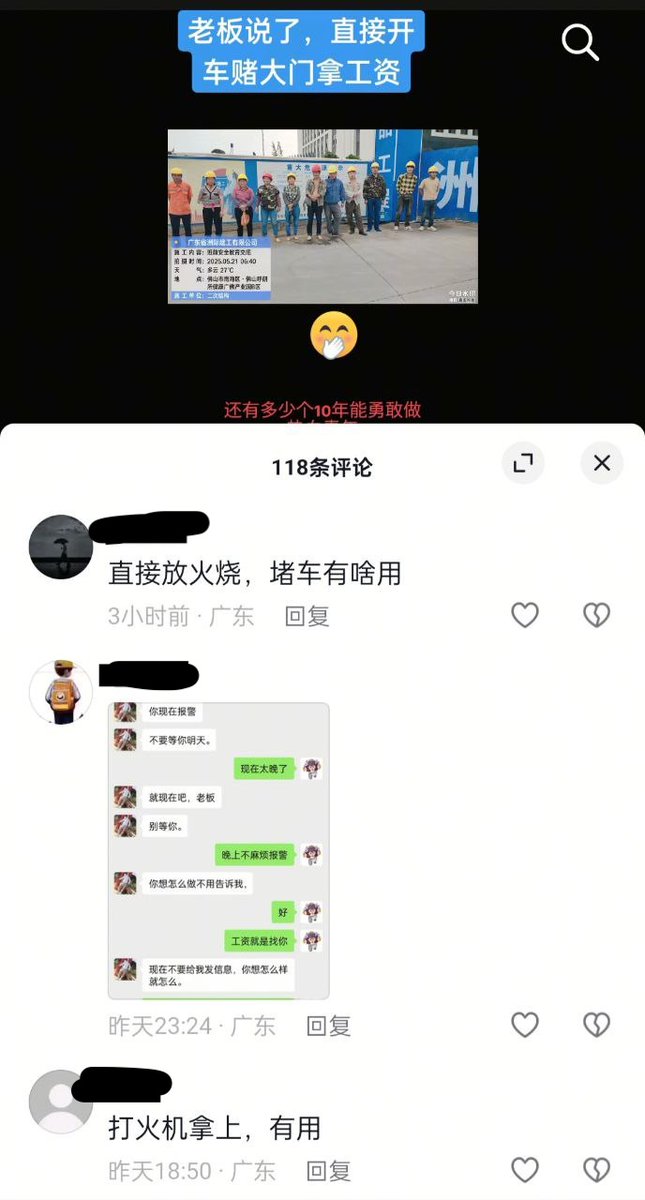 老板说了，直接开
车赌大门拿工资
重大危
州
广东省洲际建工有限公司
施工内容：班前安全教育交底
拍摄时间：2025.05.21 06:40
天 气：多云 27℃
地 点：佛山市南海区·佛山
施工单位：二次结构
今日水印
还有多少个10年能勇敢做
118条评论
直接放火烧，堵车有啥用
3小时前 · 广东 回复
你现在报警
不要等你明天。
现在太晚了
就现在吧，老板
别等你。
晚上不麻烦报警
你想怎么做不用告诉我，
好
工资就是找你
现在不要给我发信息，你想怎么样
就怎么。
昨天23:24 · 广东 回复
打火机拿上，有用
昨天18:50 · 广东 回复